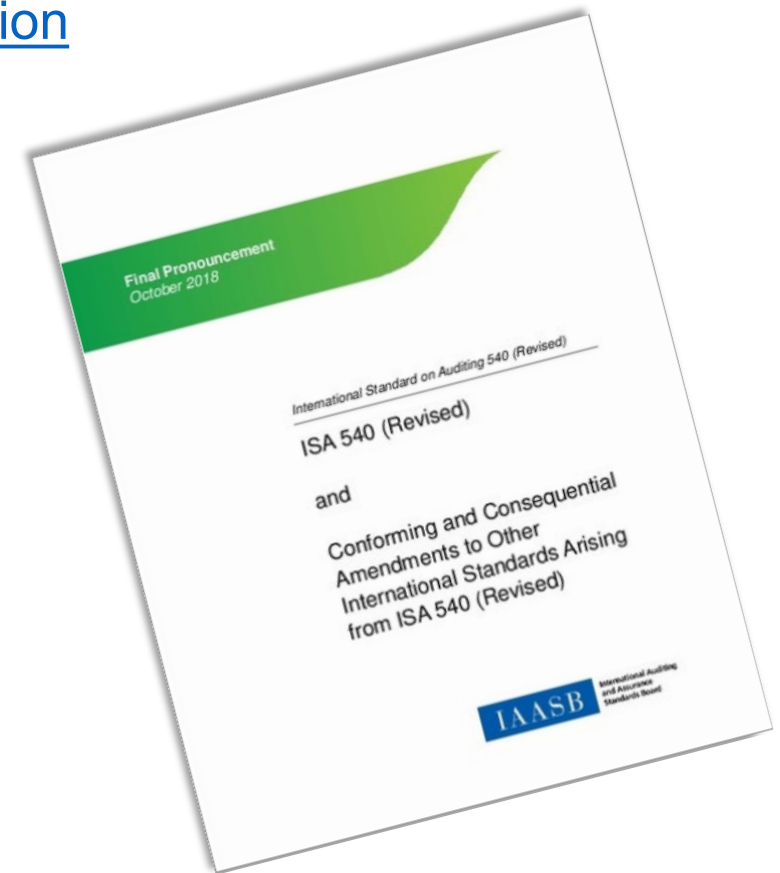 ion
Final Pronouncement
October 2018
International Standard on Auditing 540 (Revised)
ISA 540 (Revised)
and
Conforming and Consequential
Amendments to Other
International Standards Arising
from ISA 540 (Revised)
IAASB
International Auditing
and Assurance
Standards Board